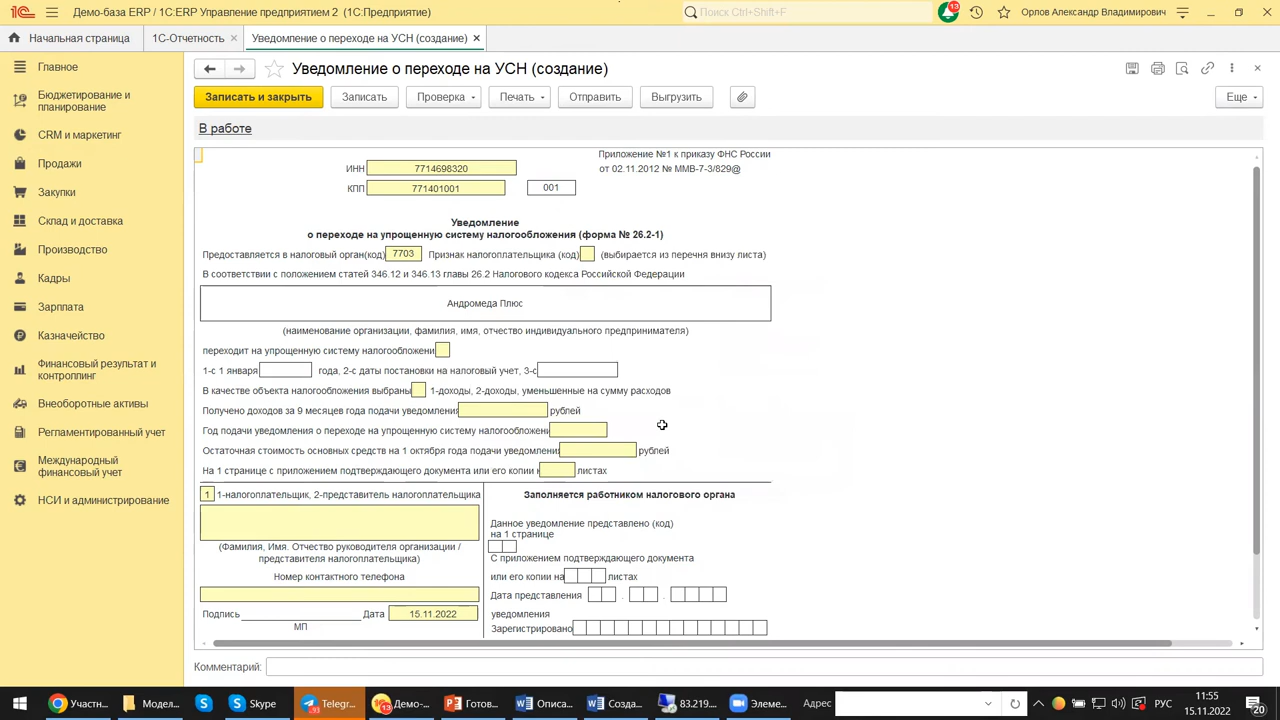 Демо-база ERP / 1C:ERP Управление предприятием 2 (1С:Предприятие)
Поиск Ctrl+Shift+F
13
Орлов Александр Владимирович
Начальная страница
1С-Отчетность
Уведомление о переходе на УСН (создание)
Главное
Бюджетирование и
планирование
CRM и маркетинг
Продажи
Закупки
Склад и доставка
Производство
Кадры
Зарплата
Казначейство
Финансовый результат и
контроллинг
Внеоборотные активы
Регламентированный учет
Международный
финансовый учет
НСИ и администрирование
Уведомление о переходе на УСН (создание)
Записать и закрыть
Записать
Проверка
Печать
Отправить
Выгрузить
Еще
В работе
Приложение №1 к приказу ФНС России
от 02.11.2012 № ММВ-7-3/829@
ИНН 7714698320
КПП 771401001 001
Уведомление
о переходе на упрощенную систему налогообложения (форма № 26.2-1)
Предоставляется в налоговый орган(код) 7703 Признак налогоплательщика (код) (выбирается из перечня внизу листа)
В соответствии с положением статей 346.12 и 346.13 главы 26.2 Налогового кодекса Российской Федерации
Андромеда Плюс
(наименование организации, фамилия, имя, отчество индивидуального предпринимателя)
переходит на упрощенную систему налогообложени
1-с 1 января года, 2-с даты постановки на налоговый учет, 3-с
В качестве объекта налогообложения выбраны 1-доходы, 2-доходы, уменьшенные на сумму расходов
Получено доходов за 9 месяцев года подачи уведомления рублей
Год подачи уведомления о переходе на упрощенную систему налогообложени
Остаточная стоимость основных средств на 1 октября года подачи уведомлени рублей
На 1 странице с приложением подтверждающего документа или его копии н листах
1 1-налогоплательщик, 2-представитель налогоплательщика
(Фамилия, Имя. Отчество руководителя организации /
представителя налогоплательщика)
Номер контактного телефона
Подпись Дата 15.11.2022
МП
Заполняется работником налогового органа
Данное уведомление представлено (код)
на 1 странице
С приложением подтверждающего документа
или его копии на листах
Дата представления . .
уведомления
Зарегистрировано
Комментарий:
Участн...
Модел...
Skype
Telegr...
13
Демо-...
Готов...
Описа...
Созда...
83.219....
Элеме...
Адрес
РУС
11:55
15.11.2022
20